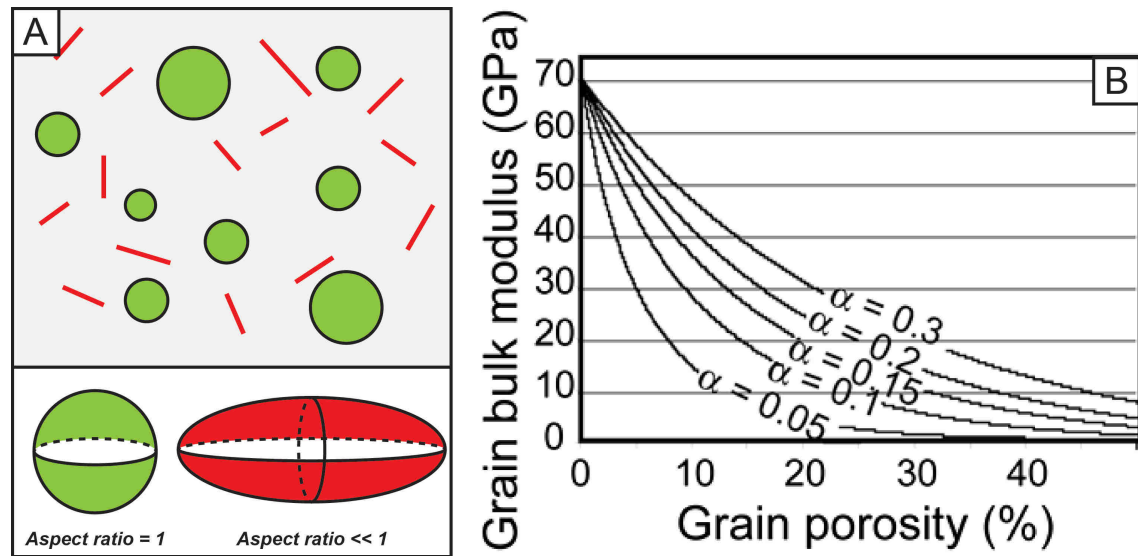 A
Aspect ratio = 1
Aspect ratio << 1
B
Grain bulk modulus (GPa)
70
60
50
40
30
20
10
0
α = 0.3
α = 0.2
α = 0.15
α = 0.1
α = 0.05
0
10
20
30
40
Grain porosity (%)